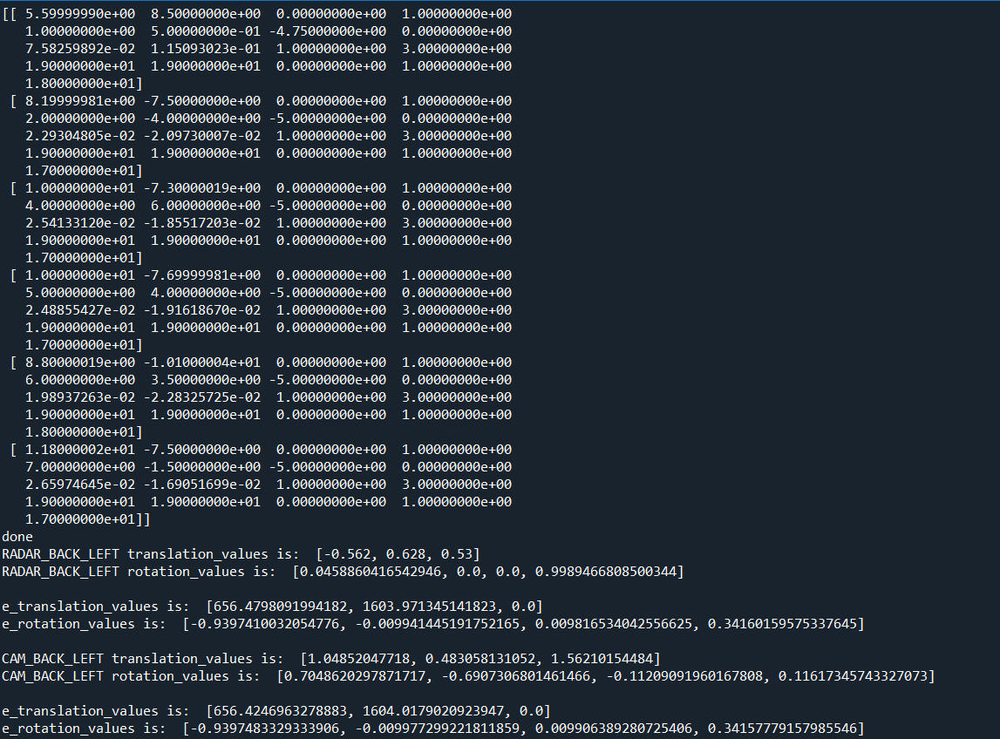 [[ 5.59999990e+00  8.50000000e+00  0.00000000e+00  1.00000000e+00
   1.00000000e+00  5.00000000e-01 -4.75000000e+00  0.00000000e+00
   7.58259892e-02  1.15093023e-01  1.00000000e+00  3.00000000e+00
   1.90000000e+01  1.90000000e+01  0.00000000e+00  1.00000000e+00
   1.80000000e+01]
 [ 8.19999981e+00 -7.50000000e+00  0.00000000e+00  1.00000000e+00
   2.00000000e+00 -4.00000000e+00 -5.00000000e+00  0.00000000e+00
   2.29304805e-02 -2.09730007e-02  1.00000000e+00  3.00000000e+00
   1.90000000e+01  1.90000000e+01  0.00000000e+00  1.00000000e+00
   1.70000000e+01]
 [ 1.00000000e+01 -7.30000019e+00  0.00000000e+00  1.00000000e+00
   4.00000000e+00  6.00000000e+00 -5.00000000e+00  0.00000000e+00
   2.54133120e-02 -1.85517203e-02  1.00000000e+00  3.00000000e+00
   1.90000000e+01  1.90000000e+01  0.00000000e+00  1.00000000e+00
   1.70000000e+01]
 [ 1.00000000e+01 -7.69999981e+00  0.00000000e+00  1.00000000e+00
   5.00000000e+00  4.00000000e+00 -5.00000000e+00  0.00000000e+00
   2.48855427e-02 -1.91618670e-02  1.00000000e+00  3.00000000e+00
   1.90000000e+01  1.90000000e+01  0.00000000e+00  1.00000000e+00
   1.70000000e+01]
 [ 8.80000019e+00 -1.01000004e+01  0.00000000e+00  1.00000000e+00
   6.00000000e+00  3.50000000e+00 -5.00000000e+00  0.00000000e+00
   1.98937263e-02 -2.28325725e-02  1.00000000e+00  3.00000000e+00
   1.90000000e+01  1.90000000e+01  0.00000000e+00  1.00000000e+00
   1.80000000e+01]
 [ 1.18000002e+01 -7.50000000e+00  0.00000000e+00  1.00000000e+00
   7.00000000e+00 -1.50000000e+00 -5.00000000e+00  0.00000000e+00
   2.65974645e-02 -1.69051699e-02  1.00000000e+00  3.00000000e+00
   1.90000000e+01  1.90000000e+01  0.00000000e+00  1.00000000e+00
   1.70000000e+01]]
done
RADAR_BACK_LEFT translation_values is:  [-0.562, 0.628, 0.53]
RADAR_BACK_LEFT rotation_values is:  [0.0458860416542946, 0.0, 0.0, 0.9989466808500344]
e_translation_values is:  [656.4798091994182, 1603.971345141823, 0.0]
e_rotation_values is:  [-0.9397410032054776, -0.009941445191752165, 0.009816534042556625, 0.34160159575337645]
CAM_BACK_LEFT translation_values is:  [1.04852047718, 0.483058131052, 1.56210154484]
CAM_BACK_LEFT rotation_values is:  [0.7048620297871717, -0.6907306801461466, -0.11209091960167808, 0.11617345743327073]
e_translation_values is:  [656.4246963278883, 1604.0179020923947, 0.0]
e_rotation_values is:  [-0.9397483329333906, -0.009977299221811859, 0.009906389280725406, 0.34157779157985546]